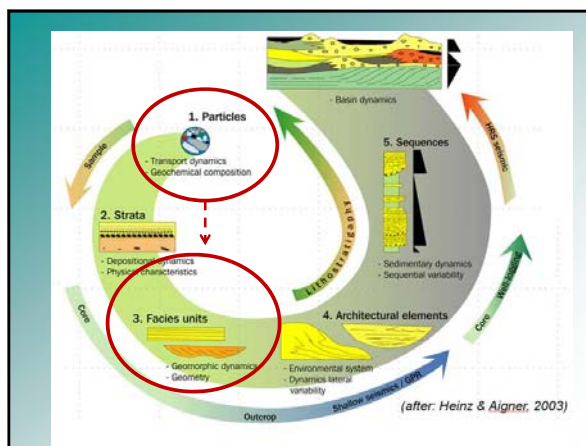 - Basin dynamics
1. Particles
- Transport dynamics
- Geochemical composition
Sample
2. Strata
- Depositional dynamics
- Physical characteristics
Core
3. Facies units
- Geomorphic dynamics
- Geometry
Outcrop
4. Architectural elements
- Environmental system
- Dynamics lateral
variability
Shallow seismics / GPR
5. Sequences
- Sedimentary dynamics
- Sequential variability
Core
Well-logging
HRS seismic
Lithostratigraphy
(after: Heinz & Aigner, 2003)